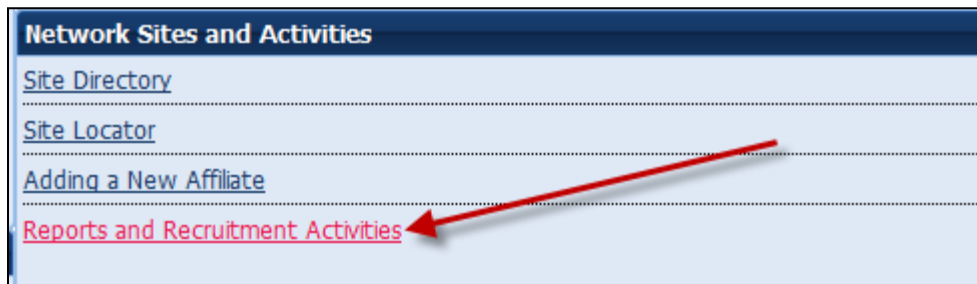 Network Sites and Activities
Site Directory
Site Locator
Adding a New Affiliate
Reports and Recruitment Activities